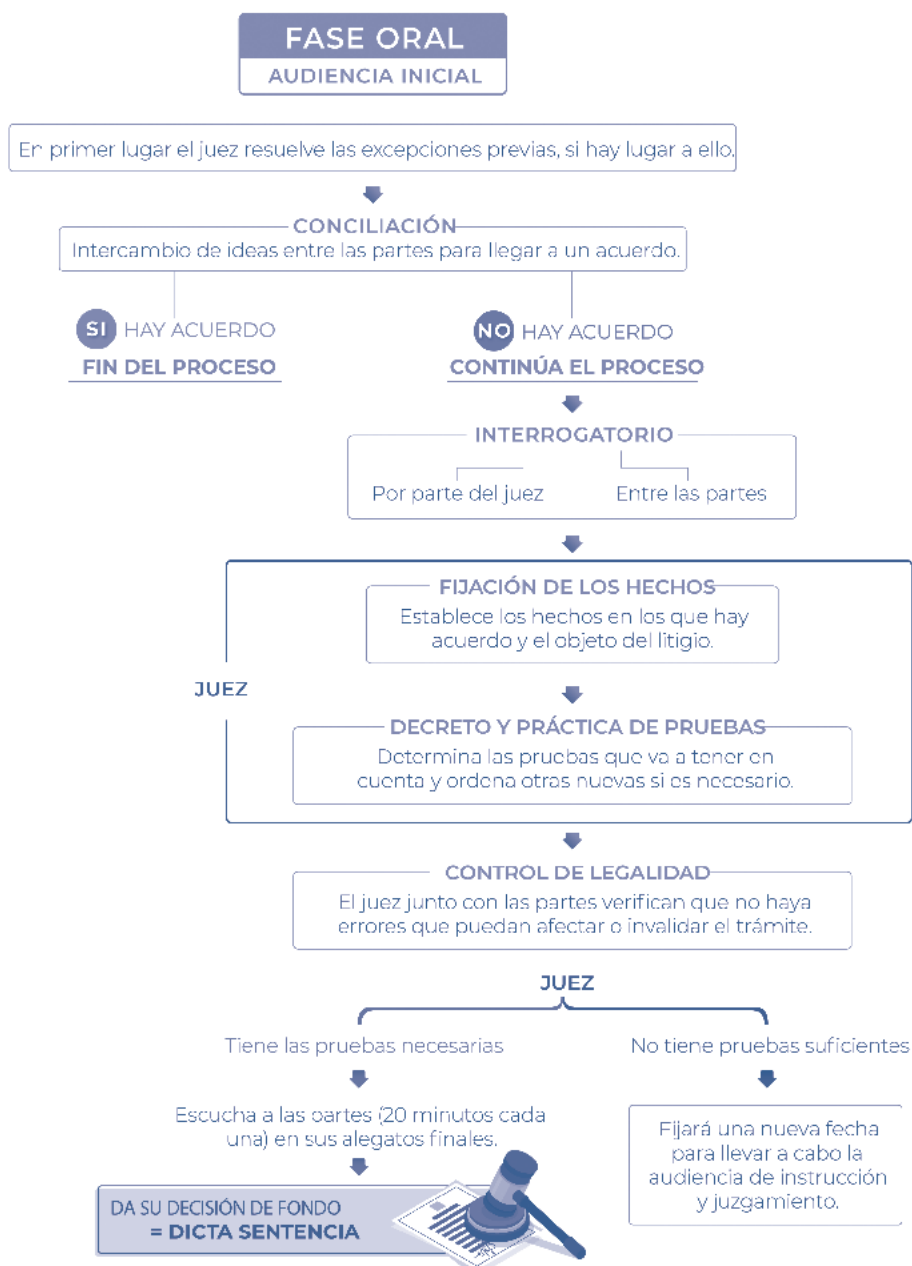 FASE ORAL
AUDIENCIA INICIAL
En primer lugar el juez resuelve las excepciones previas, si hay lugar a ello.
CONCILIACIÓN
Intercambio de ideas entre las partes para llegar a un acuerdo.
SI HAY ACUERDO
FIN DEL PROCESO
NO HAY ACUERDO
CONTINÚA EL PROCESO
INTERROGATORIO
Por parte del juez
Entre las partes
JUEZ
FIJACIÓN DE LOS HECHOS
Establece los hechos en los que hay
acuerdo y el objeto del litigio.
DECRETO Y PRÁCTICA DE PRUEBAS
Determina las pruebas que va a tener en
cuenta y ordena otras nuevas si es necesario.
CONTROL DE LEGALIDAD
El juez junto con las partes verifican que no haya
errores que puedan afectar o invalidar el trámite.
JUEZ
Tiene las pruebas necesarias
Escucha a las partes (20 minutos cada
una) en sus alegatos finales.
DA SU DECISIÓN DE FONDO
= DICTA SENTENCIA
No tiene pruebas suficientes
Fijará una nueva fecha
para llevar a cabo la
audiencia de instrucción
y juzgamiento.